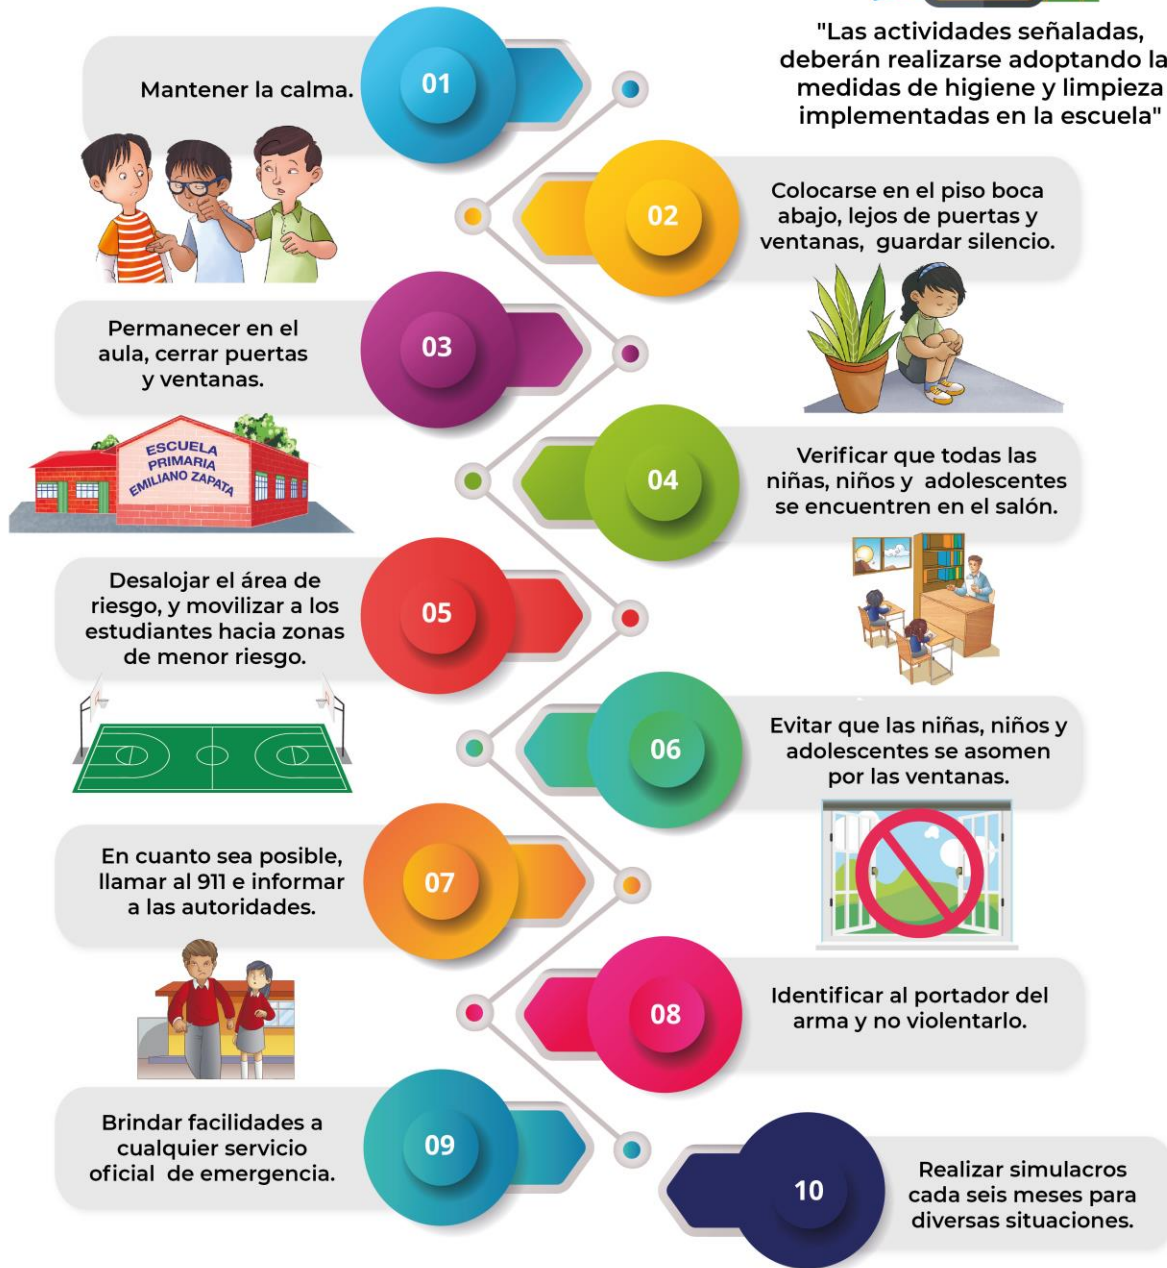 "Las actividades señaladas,
deberán realizarse adoptando la
medidas de higiene y limpieza
implementadas en la escuela"
01
Mantener la calma.
02
Colocarse en el piso boca
abajo, lejos de puertas y
ventanas, guardar silencio.
03
Permanecer en el
aula, cerrar puertas
y ventanas.
ESCUELA
PRIMARIA
EMILIANO ZAPATA
04
Verificar que todas las
niñas, niños y adolescentes
se encuentren en el salón.
05
Desalojar el área de
riesgo, y movilizar a los
estudiantes hacia zonas
de menor riesgo.
06
Evitar que las niñas, niños y
adolescentes se asomen
por las ventanas.
07
En cuanto sea posible,
llamar al 911 e informar
a las autoridades.
08
Identificar al portador del
arma y no violentarlo.
09
Brindar facilidades a
cualquier servicio
oficial de emergencia.
10
Realizar simulacros
cada seis meses para
diversas situaciones.